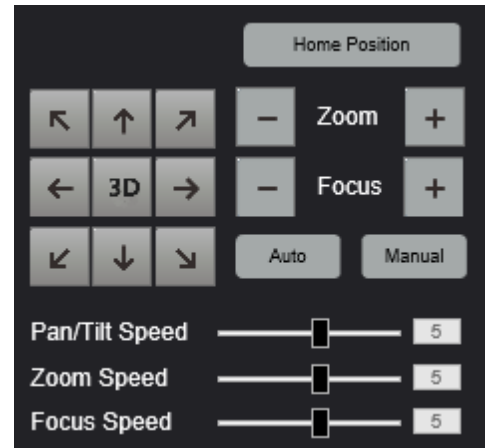 Home Position
Zoom
3D
Focus
Auto
Manual
Pan/Tilt Speed
5
Zoom Speed
5
Focus Speed
5